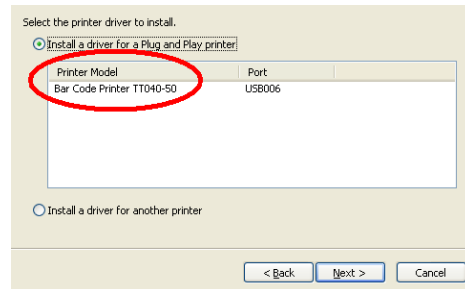 Select the printer driver to install.
Install a driver for a Plug and Play printer
Printer Model Port
Bar Code Printer TT040-50 USB006
Install a driver for another printer
< Back Next > Cancel